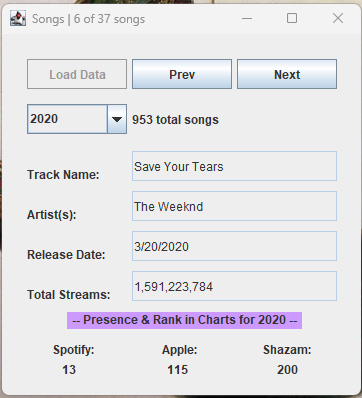 Songs | 6 of 37 songs
Load Data Prev Next
2020 953 total songs
Track Name: Save Your Tears
Artist(s): The Weeknd
Release Date: 3/20/2020
Total Streams: 1,591,223,784
-- Presence & Rank in Charts for 2020 --
Spotify: Apple: Shazam:
13 115 200